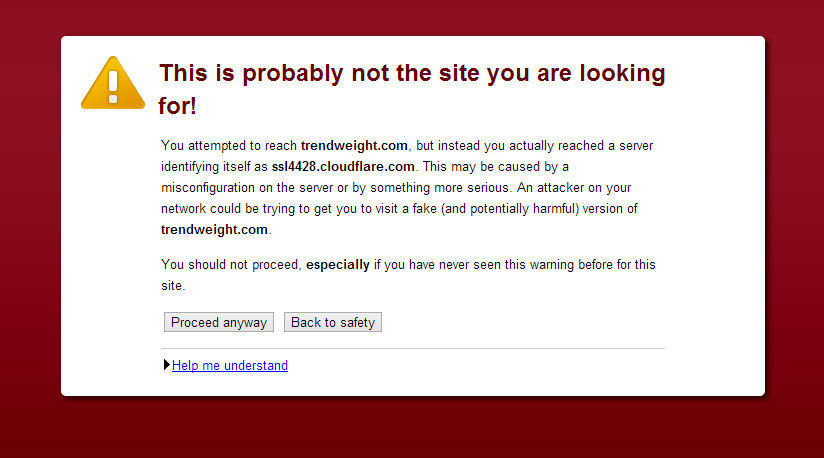 This is probably not the site you are looking
for!
You attempted to reach trendweight.com, but instead you actually reached a server
identifying itself as ssl4428.cloudflare.com. This may be caused by a
misconfiguration on the server or by something more serious. An attacker on your
network could be trying to get you to visit a fake (and potentially harmful) version of
trendweight.com.
You should not proceed, especially if you have never seen this warning before for this
site.
Proceed anyway Back to safety
Help me understand